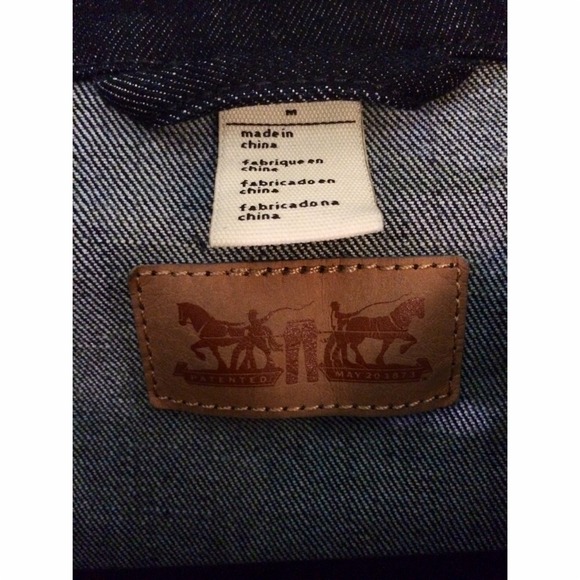 M
made in
china
fabrique en
chine
fabricado en
china
fabricado na
china
PATENTED MAY 20 1873